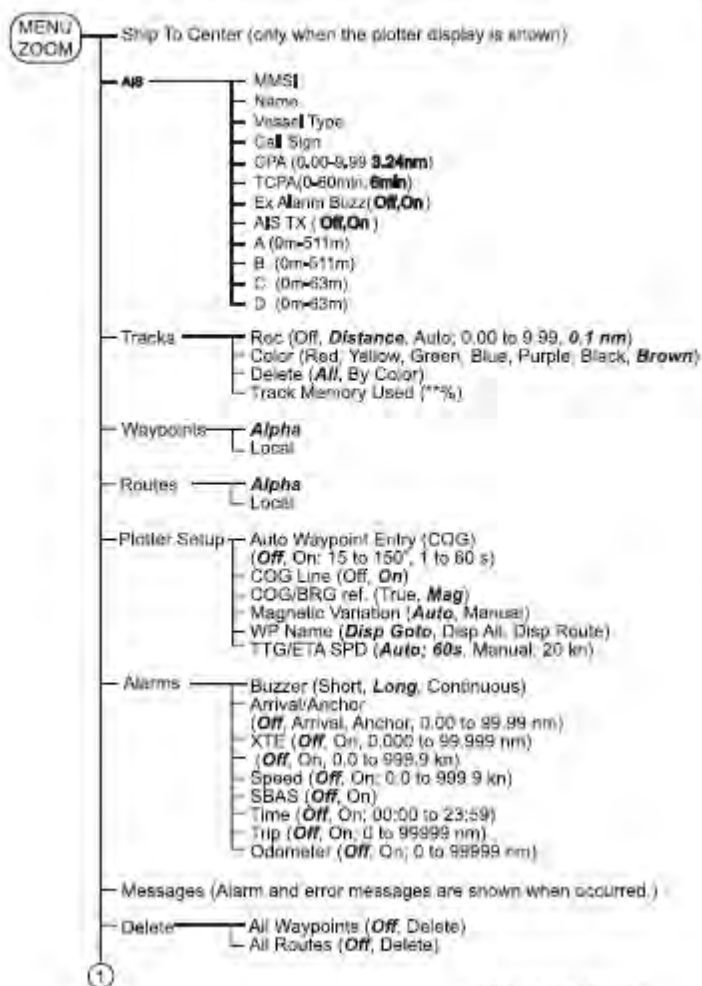 MENU
ZOOM
Ship To Center (only when the plotter display is shown)
AIS
MMSI
Name
Vessel Type
Call Sign
CPA (0.00-9.99 3.24nm)
TCPA(0-60min, 6min)
Ex Alarm Buzz(Off,On)
AIS TX ( Off,On )
A (0m-511m)
B (0m-511m)
C (0m-63m)
D (0m-63m)
Tracks
Rec (Off, Distance, Auto; 0.00 to 9.99, 0.1 nm)
Color (Red, Yellow, Green, Blue, Purple, Black, Brown)
Delete (All, By Color)
Track Memory Used (**%)
Waypoints
Alpha
Local
Routes
Alpha
Local
Plotter Setup
Auto Waypoint Entry (COG)
(Off, On: 15 to 150°, 1 to 60 s)
COG Line (Off, On)
COG/BRG ref. (True, Mag)
Magnetic Variation (Auto, Manual)
WP Name (Disp Goto, Disp All, Disp Route)
TTG/ETA SPD (Auto; 60s, Manual; 20 kn)
Alarms
Buzzer (Short, Long, Continuous)
Arrival/Anchor
(Off, Arrival, Anchor, 0.00 to 99.99 nm)
XTE (Off, On, 0.000 to 99.999 nm)
(Off, On, 0.0 to 999.9 kn)
Speed (Off, On; 0.0 to 999.9 kn)
SBAS (Off, On)
Time (Off, On; 00:00 to 23:59)
Trip (Off, On; 0 to 99999 nm)
Odometer (Off, On; 0 to 99999 nm)
Messages (Alarm and error messages are shown when occurred.)
Delete
All Waypoints (Off, Delete)
All Routes (Off, Delete)
1